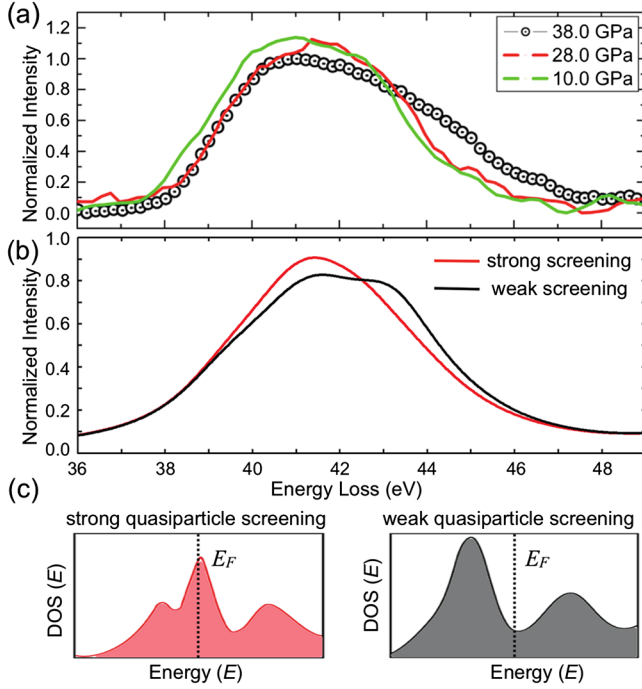 (a)
Normalized Intensity
1.2
1.0
0.8
0.6
0.4
0.2
0.0
38.0 GPa
28.0 GPa
10.0 GPa
(b)
Normalized Intensity
1.0
0.8
0.6
0.4
0.2
0.0
strong screening
weak screening
36 38 40 42 44 46 48
Energy Loss (eV)
(c)
strong quasiparticle screening
weak quasiparticle screening
DOS (E)
E_F
Energy (E)
DOS (E)
E_F
Energy (E)